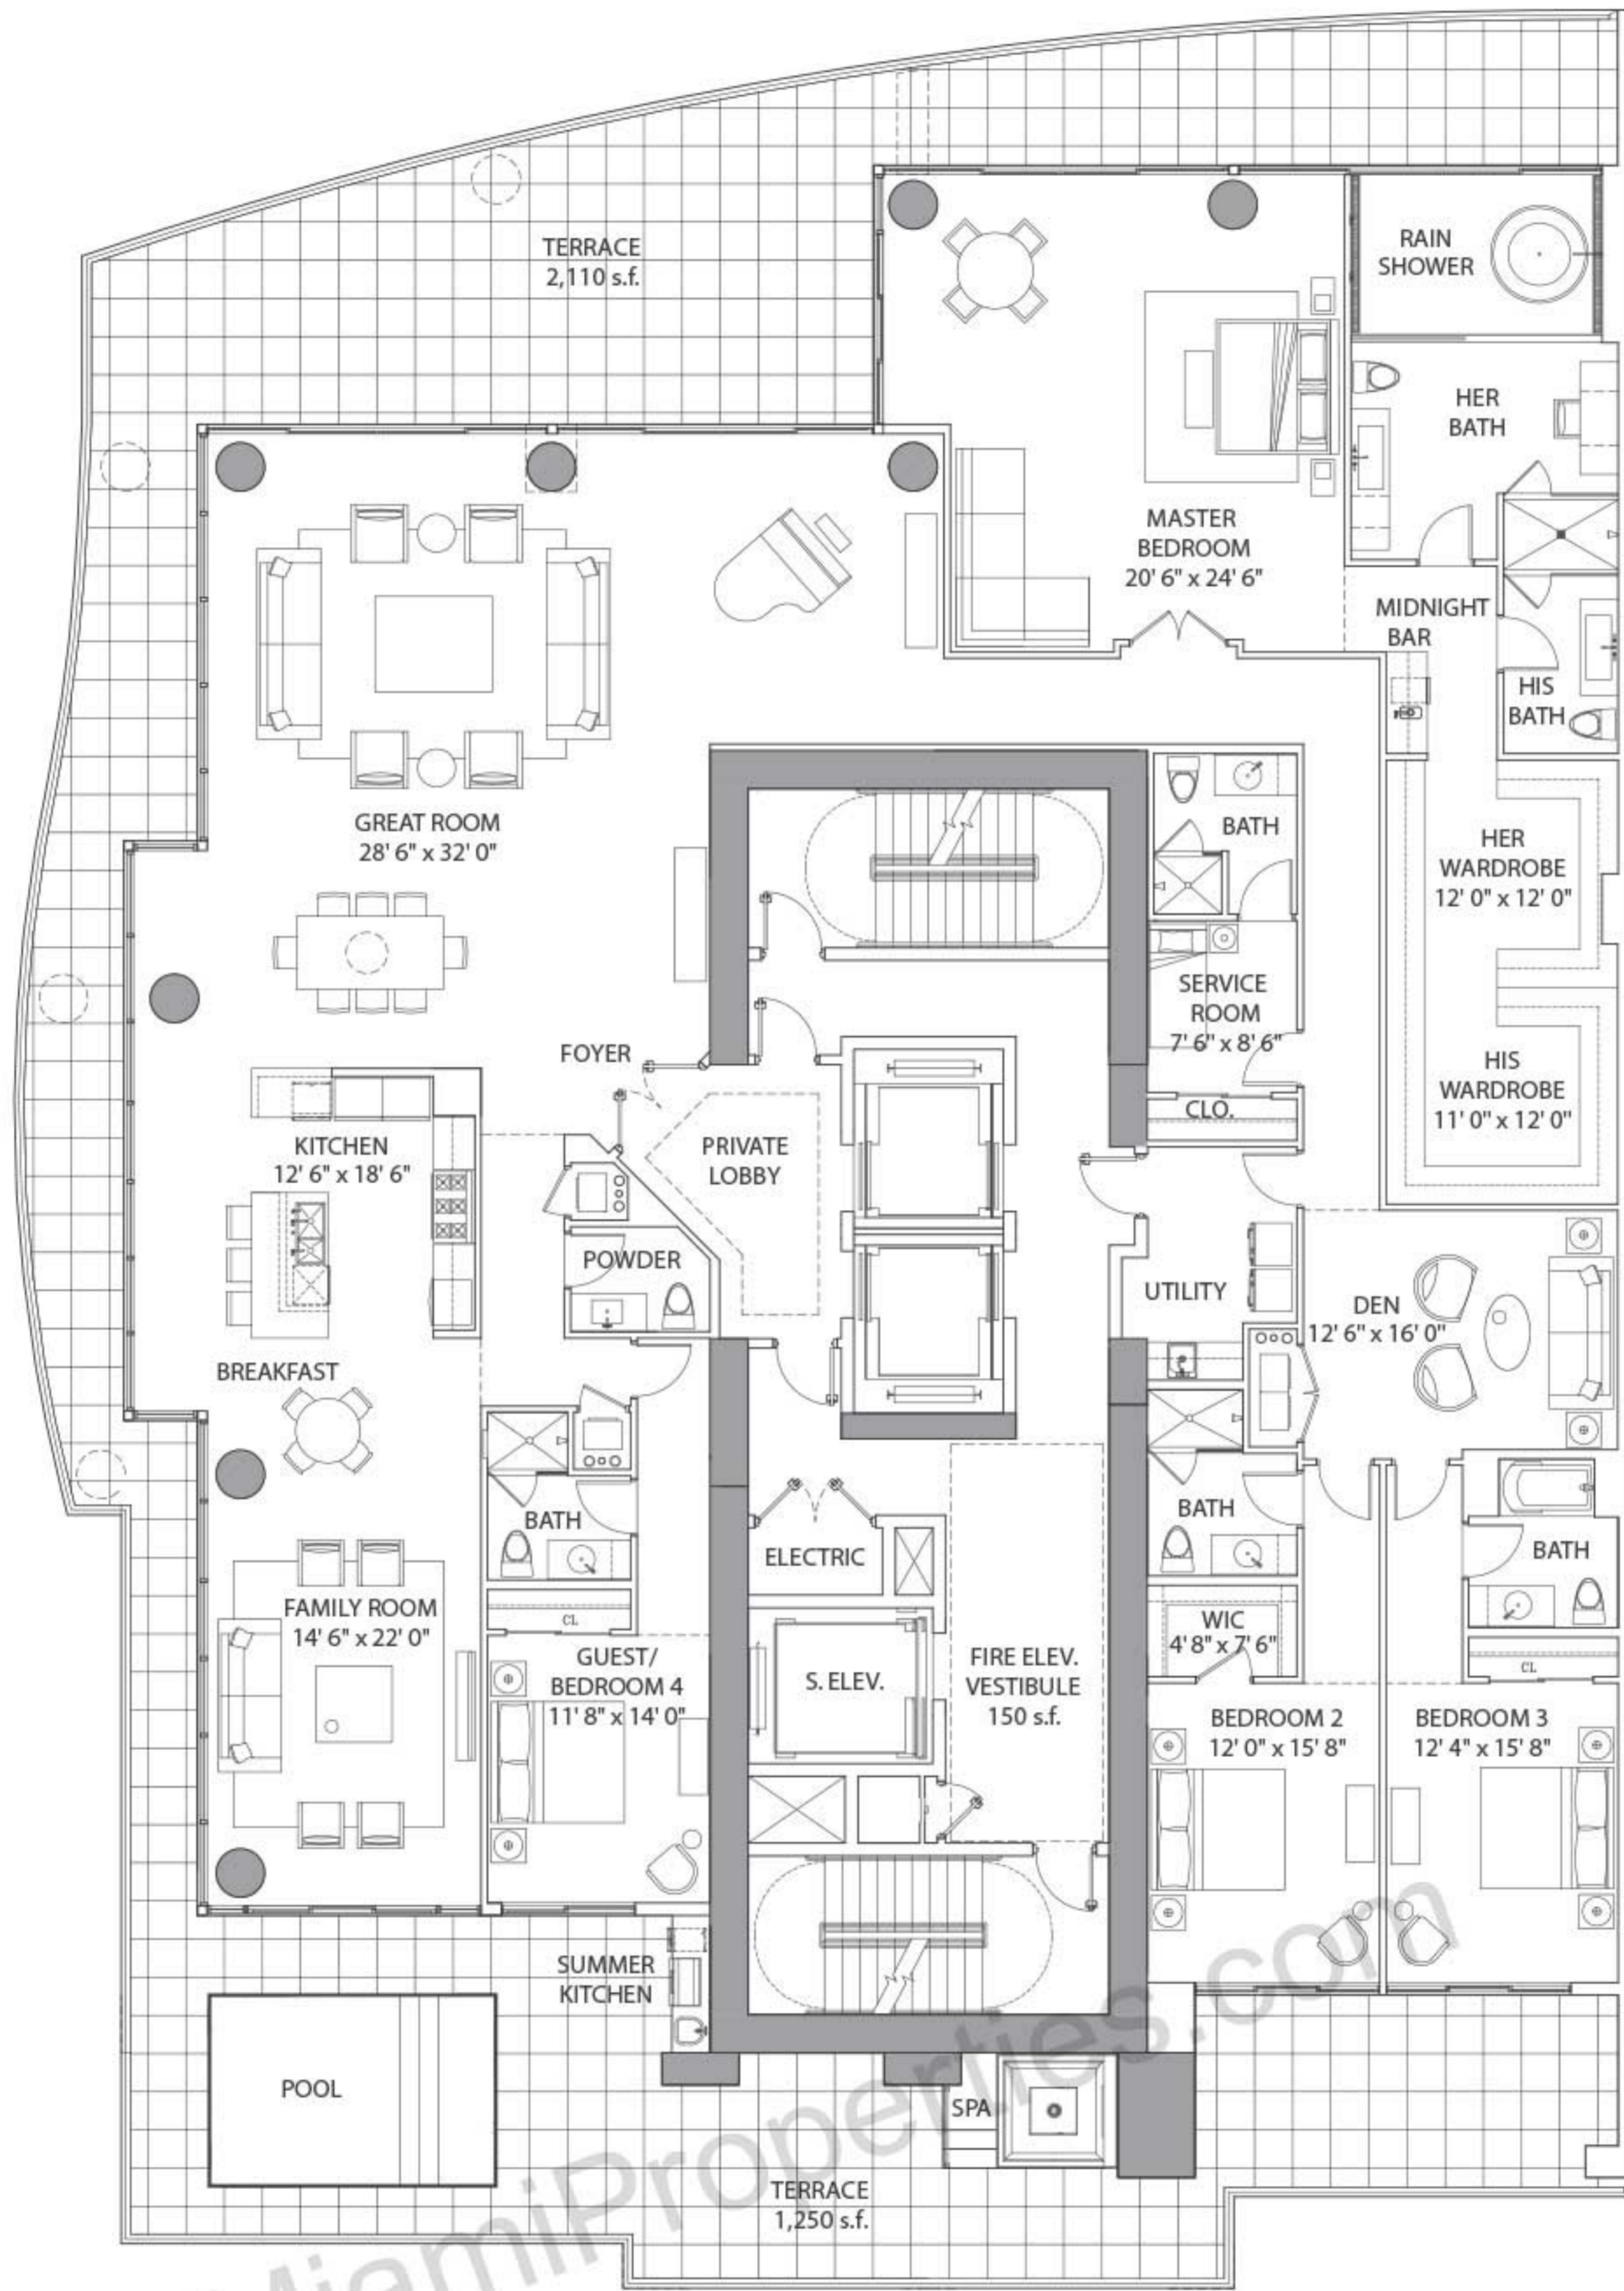 TERRACE
2,110 s.f.
RAIN
SHOWER
HER
BATH
MASTER
BEDROOM
20' 6" x 24' 6"
MIDNIGHT
BAR
HIS
BATH
GREAT ROOM
28' 6" x 32' 0"
BATH
HER
WARDROBE
12' 0" x 12' 0"
SERVICE
ROOM
7' 6" x 8' 6"
FOYER
HIS
WARDROBE
11' 0" x 12' 0"
CLO.
KITCHEN
12' 6" x 18' 6"
PRIVATE
LOBBY
POWDER
UTILITY
DEN
12' 6" x 16' 0"
BREAKFAST
BATH
ELECTRIC
BATH
BATH
FAMILY ROOM
14' 6" x 22' 0"
CL
WIC
4' 8" x 7' 6"
CL
GUEST/
BEDROOM 4
11' 8" x 14' 0"
S. ELEV.
FIRE ELEV.
VESTIBULE
150 s.f.
BEDROOM 2
12' 0" x 15' 8"
BEDROOM 3
12' 4" x 15' 8"
SUMMER
KITCHEN
POOL
SPA
TERRACE
1,250 s.f.
MiamiProperties.com